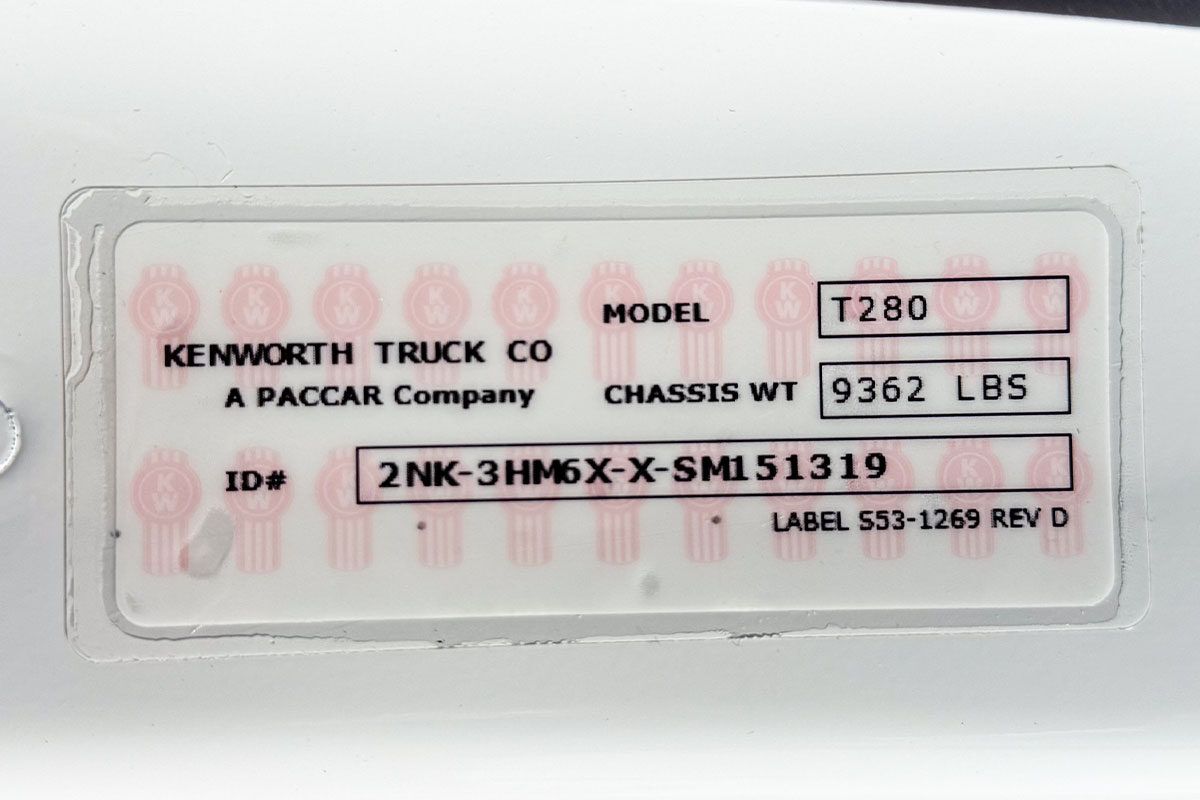 KENWORTH TRUCK CO
A PACCAR Company
MODEL T280
CHASSIS WT 9362 LBS
ID# 2NK-3HM6X-X-SM151319
LABEL S53-1269 REV D